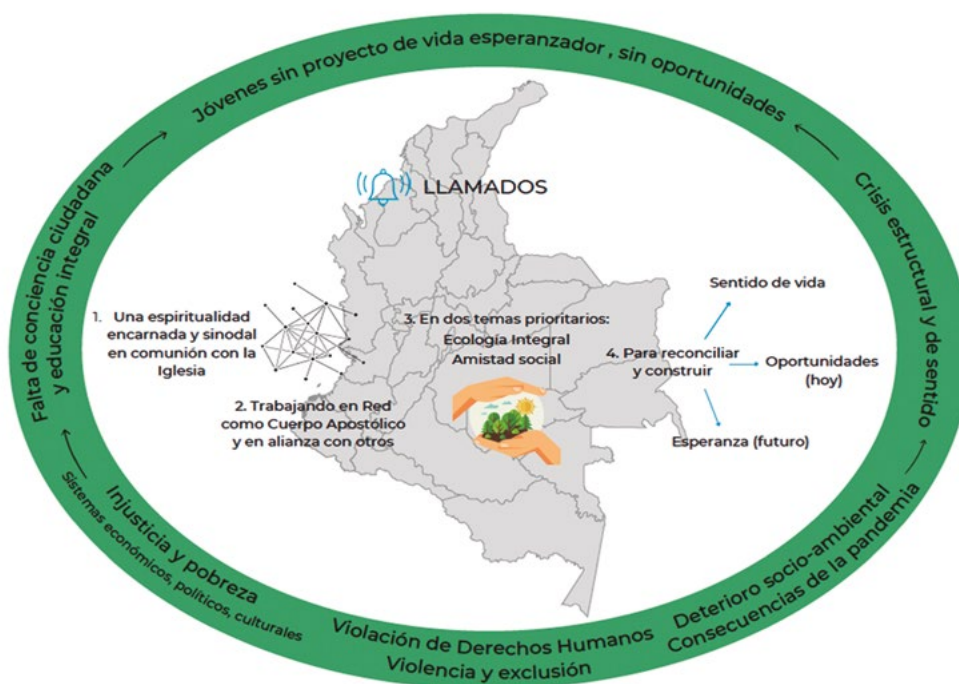 Jóvenes sin proyecto de vida esperanzador , sin oportunidades
Crisis estructural y de sentido
Deterioro socio-ambiental
Consecuencias de la pandemia
Violación de Derechos Humanos
Violencia y exclusión
Injusticia y pobreza
Sistemas económicos, políticos, culturales
Falta de conciencia ciudadana
y educación integral
LLAMADOS
1. Una espiritualidad
encarnada y sinodal
en comunión con la
Iglesia
2. Trabajando en Red
como Cuerpo Apostólico
y en alianza con otros
3. En dos temas prioritarios:
Ecología Integral
Amistad social
4. Para reconciliar
y construir
Sentido de vida
Oportunidades
(hoy)
Esperanza (futuro)